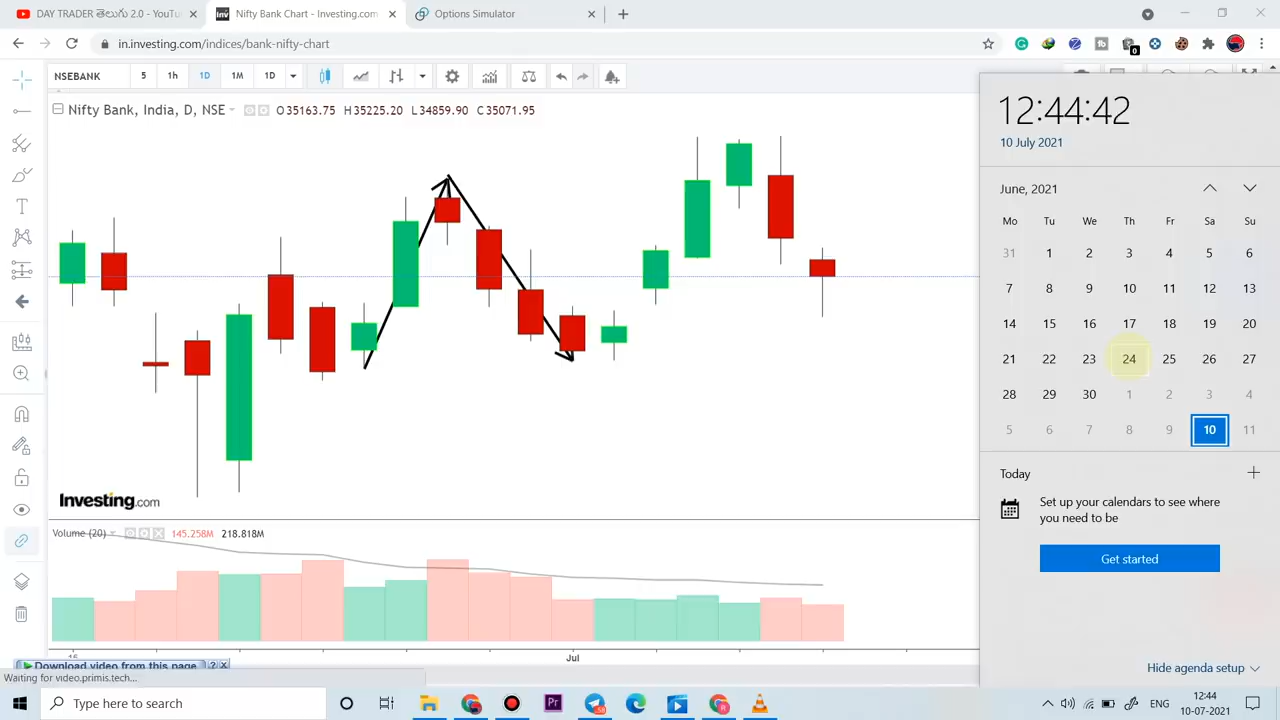 DAY TRADER తెలుగు 2.0 - YouT
Nifty Bank Chart - Investing.com
Options Simulator
in.investing.com/indices/bank-nifty-chart
0
NSEBANK
5
1h
1D
1M
1D
Nifty Bank, India, D, NSE
O35163.75 H35225.20 L34859.90 C35071.95
12:44:42
10 July 2021
June, 2021
Mo Tu We Th Fr Sa Su
31 1 2 3 4 5 6
7 8 9 10 11 12 13
14 15 16 17 18 19 20
21 22 23 24 25 26 27
28 29 30 1 2 3 4
5 6 7 8 9 10 11
Today
Set up your calendars to see where
you need to be
Get started
Hide agenda setup
Investing.com
Volume (20)
145.258M 218.818M
Jul
Download video from this page
?
Waiting for video.primis.tech...
Type here to search
Pr
ENG
12:44
10-07-2021